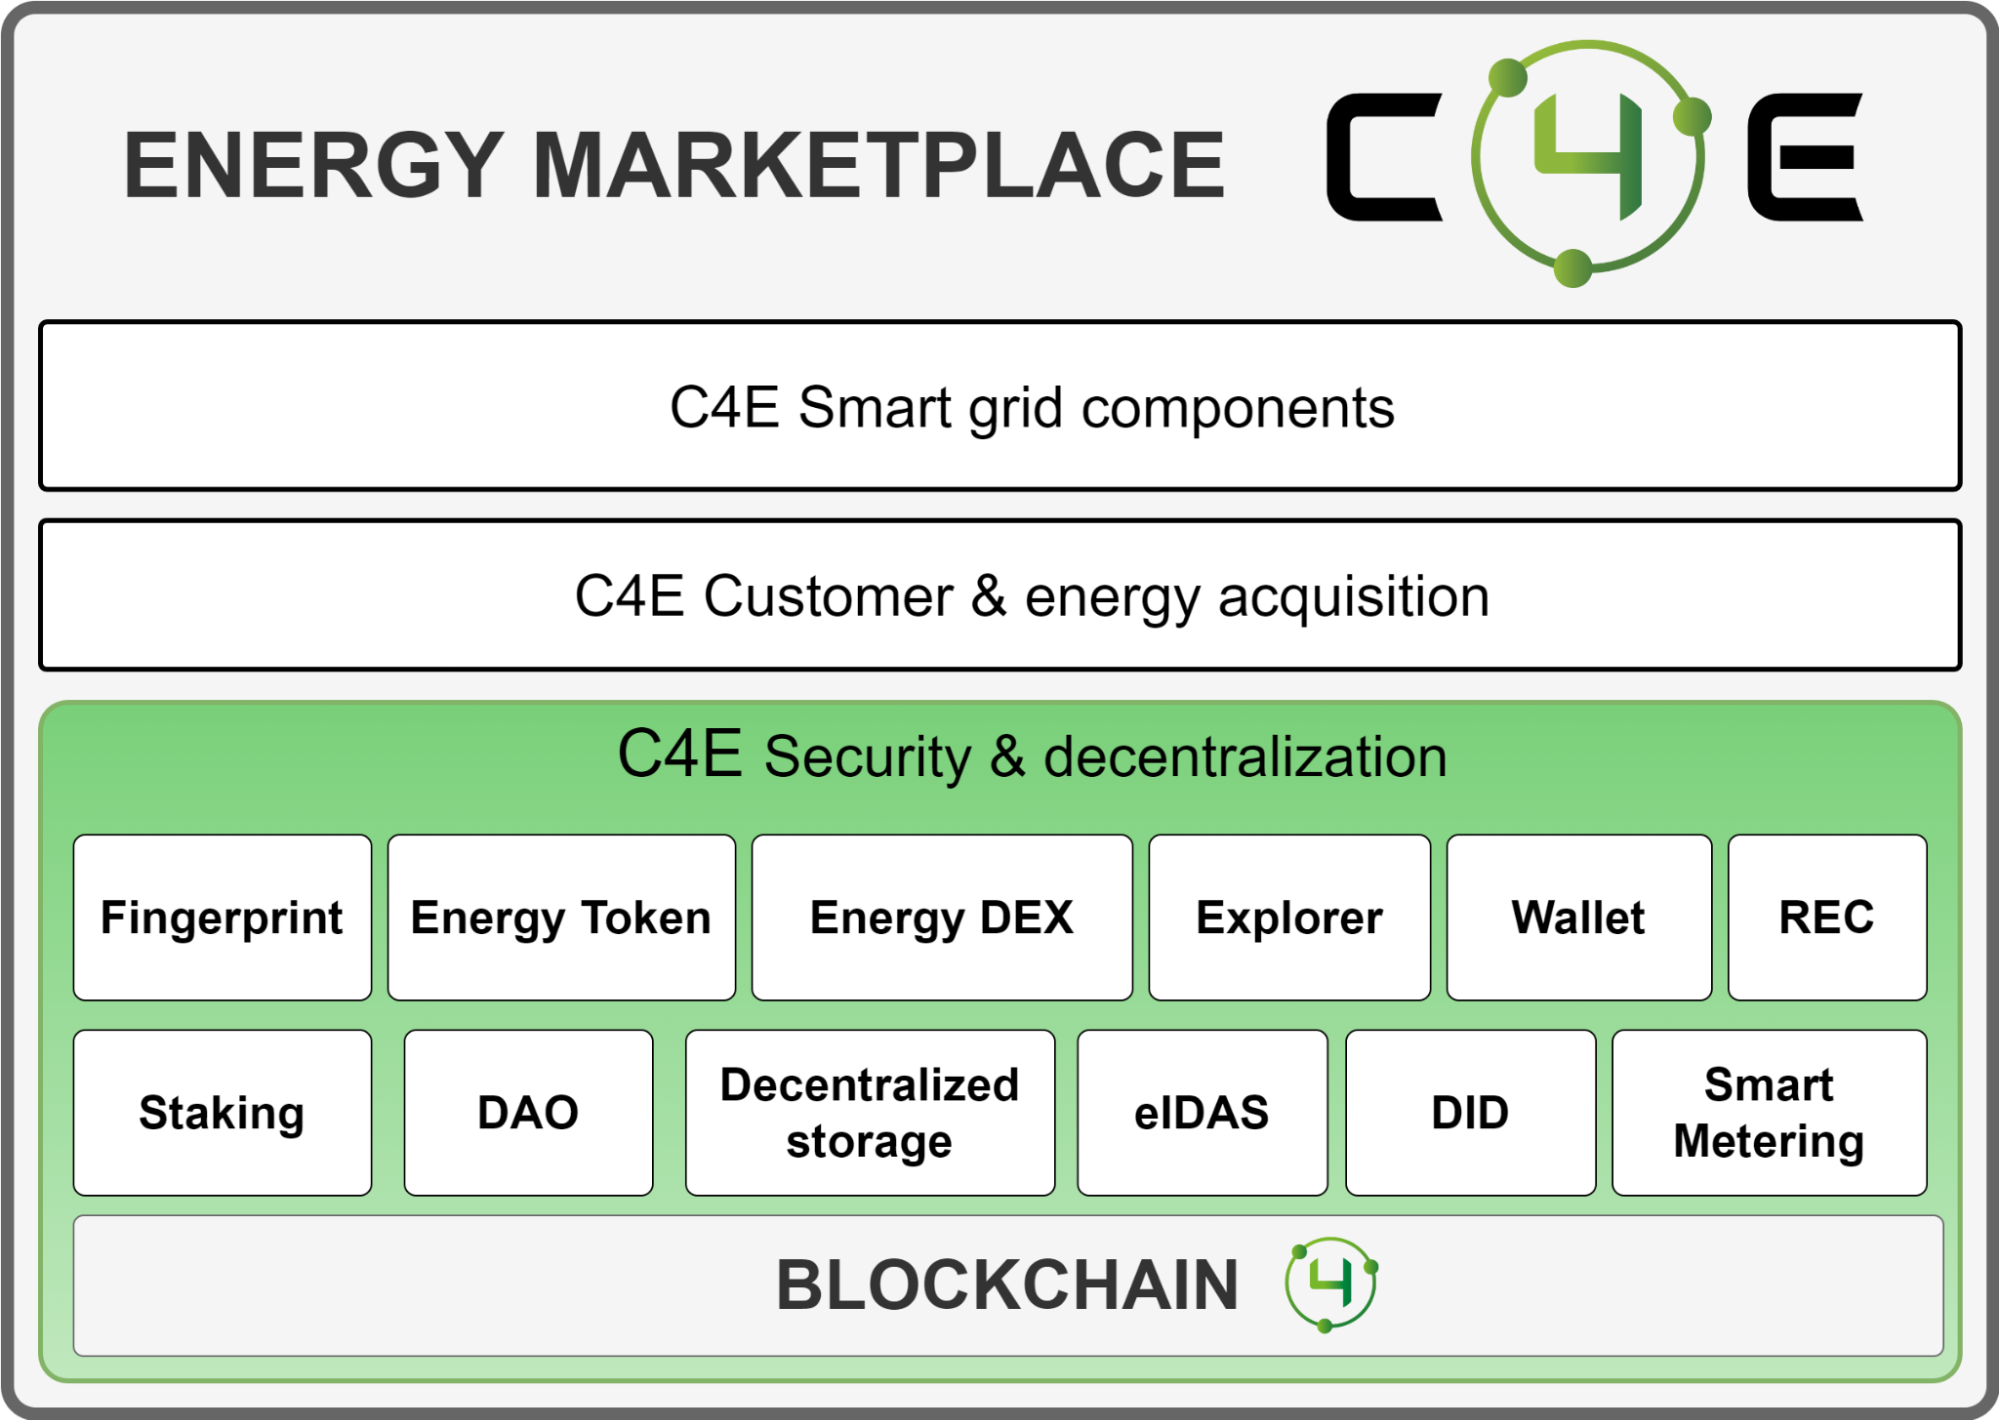 ENERGY MARKETPLACE
C4E
C4E Smart grid components
C4E Customer & energy acquisition
C4E Security & decentralization
Fingerprint
Energy Token
Energy DEX
Explorer
Wallet
REC
Staking
DAO
Decentralized
storage
eIDAS
DID
Smart
Metering
BLOCKCHAIN
4